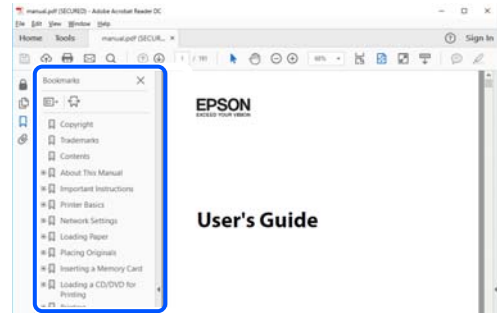 manual.pdf (SECURED) - Adobe Acrobat Reader DC
File Edit View Window Help
Home Tools manual.pdf (SECUR... × Sign In
1 / 191
Bookmarks
Copyright
Trademarks
Contents
About This Manual
Important Instructions
Printer Basics
Network Settings
Loading Paper
Placing Originals
Inserting a Memory Card
Loading a CD/DVD for
Printing
EPSON
EXCEED YOUR VISION
User's Guide